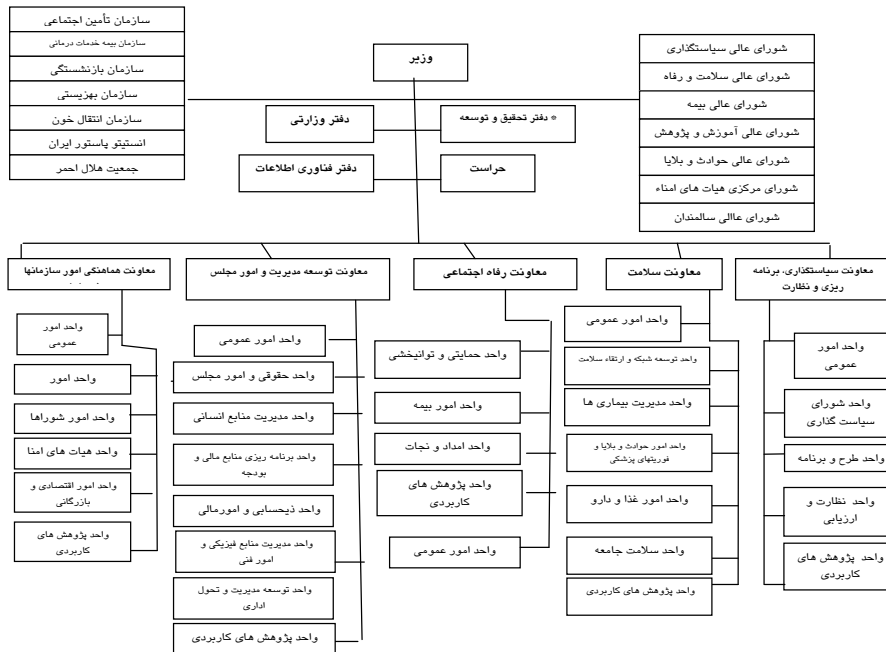 وزیر
شورای عالی سیاستگذاری
شورای عالی سلامت و رفاه
شورای عالی بیمه
شورای عالی آموزش و پژوهش
شورای عالی حوادث و بلایا
شورای مرکزی هیات های امناء
شورای عاالی سالمندان
سازمان تأمین اجتماعی
سازمان بیمه خدمات درمانی
سازمان بازنشستگی
سازمان بهزیستی
سازمان انتقال خون
انستیتو پاستور ایران
جمعیت هلال احمر
* دفتر تحقیق و توسعه
دفتر وزارتی
حراست
دفتر فناوری اطلاعات
معاونت سیاستگذاری، برنامه
ریزی و نظارت
واحد امور
عمومی
واحد شورای
سیاست گذاری
واحد طرح و برنامه
واحد نظارت و
ارزیابی
واحد پژوهش های
کاربردی
معاونت سلامت
واحد امور عمومی
واحد توسعه شبکه و ارتقاء سلامت
واحد مدیریت بیماری ها
واحد امور حوادث و بلایا و
فوریتهای پزشکی
واحد امور غذا و دارو
واحد سلامت جامعه
واحد پژوهش های کاربردی
معاونت رفاه اجتماعی
واحد حمایتی و توانبخشی
واحد امور بیمه
واحد امداد و نجات
واحد پژوهش های
کاربردی
واحد امور عمومی
معاونت توسعه مدیریت و امور مجلس
واحد امور عمومی
واحد حقوقی و امور مجلس
واحد مدیریت منابع انسانی
واحد برنامه ریزی منابع مالی و
بودجه
واحد ذیحسابی و امورمالی
واحد مدیریت منابع فیزیکی و
امور فنی
واحد توسعه مدیریت و تحول
اداری
واحد پژوهش های کاربردی
معاونت هماهنگی امور سازمانها
واحد امور
عمومی
واحد امور
واحد امور شوراها
واحد هیات های امنا
واحد امور اقتصادی و
بازرگانی
واحد پژوهش های
کاربردی